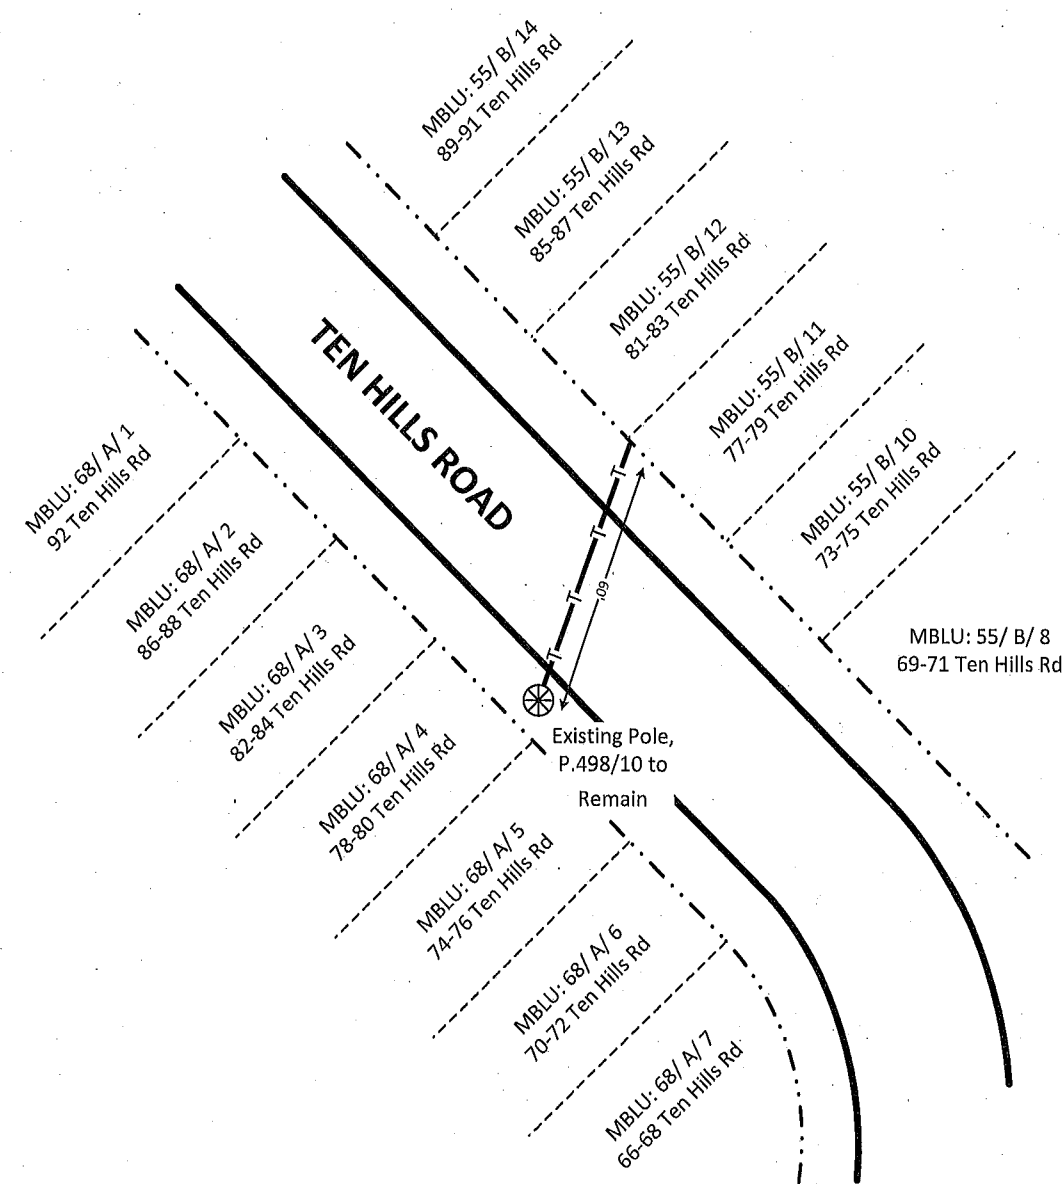 MBLU: 55/ B/ 14
89-91 Ten Hills Rd
MBLU: 55/ B/ 13
85-87 Ten Hills Rd
MBLU: 55/ B/ 12
81-83 Ten Hills Rd
MBLU: 55/ B/ 11
77-79 Ten Hills Rd
MBLU: 55/ B/ 10
73-75 Ten Hills Rd
MBLU: 55/ B/ 8
69-71 Ten Hills Rd
TEN HILLS ROAD
T
T
T
T
60'
Existing Pole,
P.498/10 to
Remain
MBLU: 68/ A/ 1
92 Ten Hills Rd
MBLU: 68/ A/ 2
86-88 Ten Hills Rd
MBLU: 68/ A/ 3
82-84 Ten Hills Rd
MBLU: 68/ A/ 4
78-80 Ten Hills Rd
MBLU: 68/ A/ 5
74-76 Ten Hills Rd
MBLU: 68/ A/ 6
70-72 Ten Hills Rd
MBLU: 68/ A/ 7
66-68 Ten Hills Rd